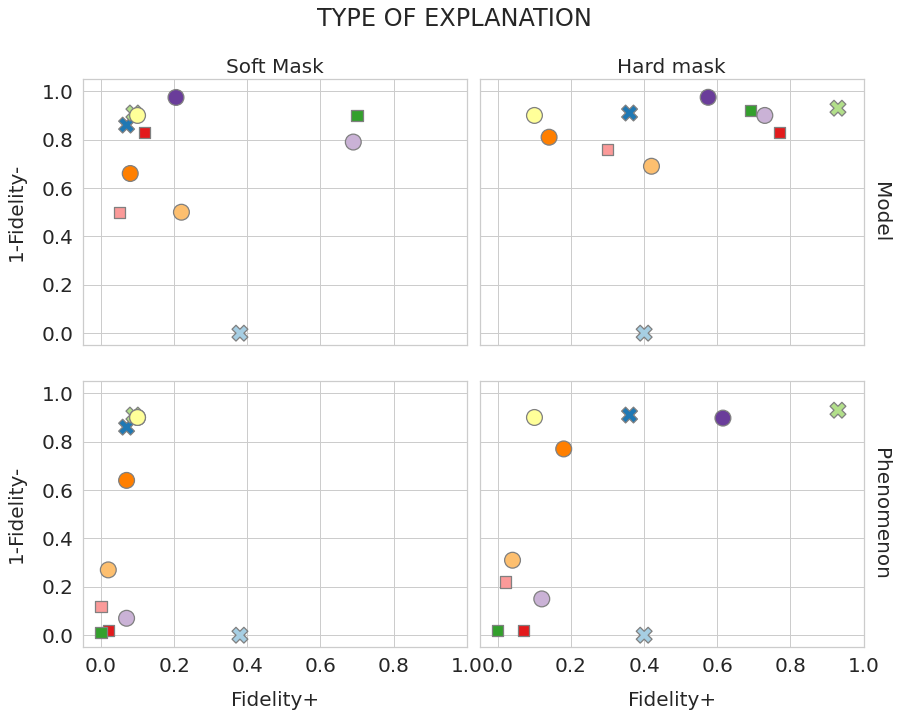 TYPE OF EXPLANATION
Soft Mask
Hard mask
1.0
0.8
0.6
0.4
0.2
0.0
1-Fidelity-
Model
1.0
0.8
0.6
0.4
0.2
0.0
1-Fidelity-
Phenomenon
0.0 0.2 0.4 0.6 0.8 1.0
0.0 0.2 0.4 0.6 0.8 1.0
Fidelity+
Fidelity+